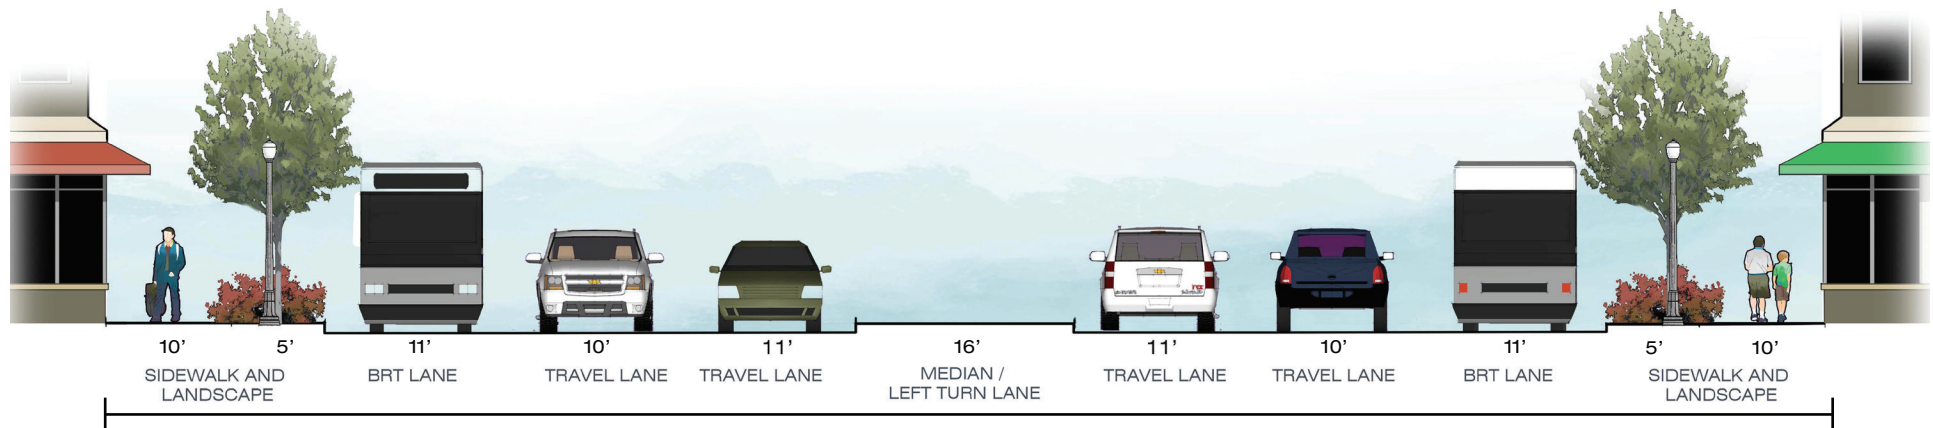 10’ 5’ 11’ 10’ 11’ 16’ 11’ 10’ 11’ 5’ 10’
SIDEWALK AND
LANDSCAPE
BRT LANE
TRAVEL LANE
TRAVEL LANE
MEDIAN /
LEFT TURN LANE
TRAVEL LANE
TRAVEL LANE
BRT LANE
SIDEWALK AND
LANDSCAPE